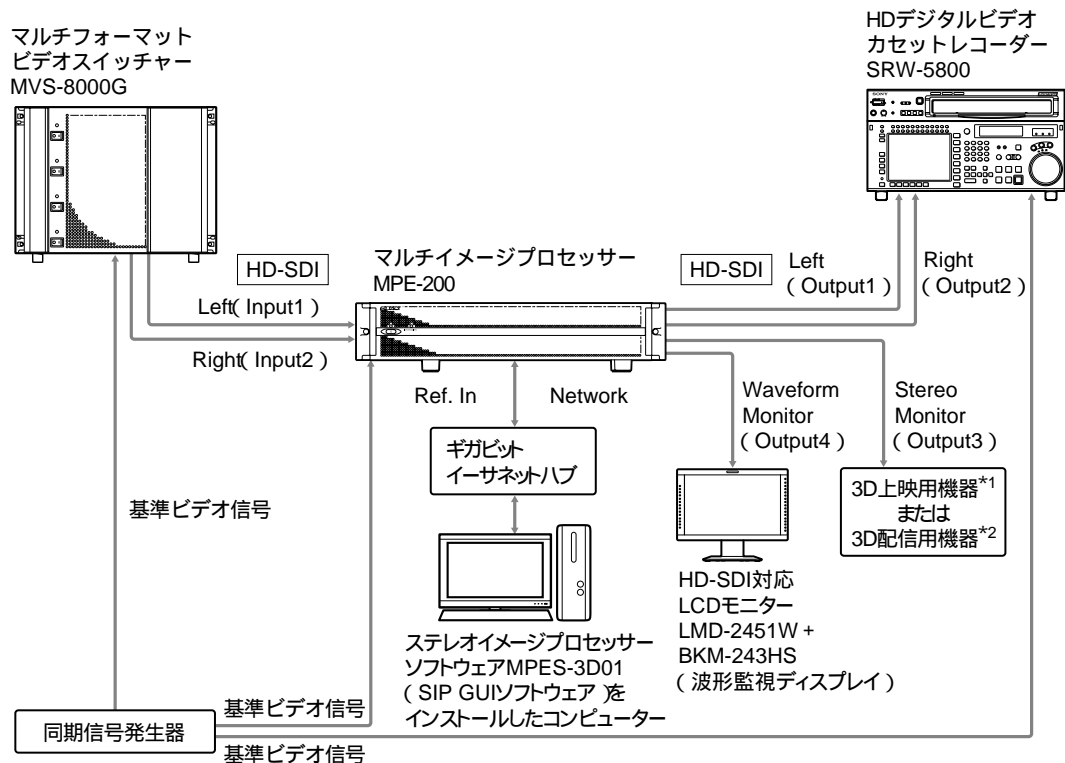 マルチフォーマット
ビデオスイッチャー
MVS-8000G
HDデジタルビデオ
カセットレコーダー
SRW-5800
SONY
HD-SDI
マルチイメージプロセッサー
MPE-200
HD-SDI
Left
(Output1)
Right
(Output2)
Left(Input1)
Right(Input2)
Ref. In
Network
Waveform
Monitor
(Output4)
Stereo
Monitor
(Output3)
ギガビット
イーサネットハブ
3D上映用機器*1
または
3D配信用機器*2
基準ビデオ信号
HD-SDI対応
LCDモニター
LMD-2451W +
BKM-243HS
(波形監視ディスプレイ)
ステレオイメージプロセッサー
ソフトウェアMPES-3D01
(SIP GUIソフトウェア)を
インストールしたコンピューター
同期信号発生器
基準ビデオ信号
基準ビデオ信号